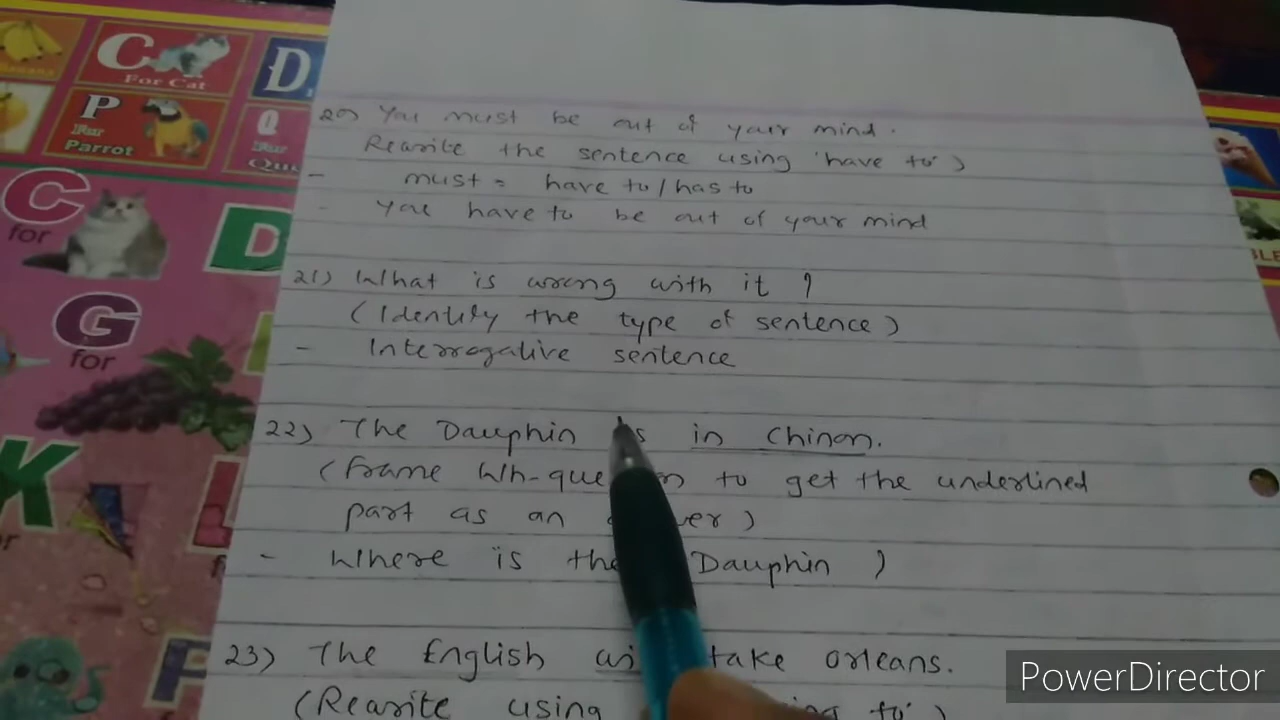 C
For Cat
D
P
For
Parrot
Q
For
C
for
D
G
for
K
20) You must be out of your mind.
Rewrite the sentence using 'have to')
- must = have to / has to
- you have to be out of your mind
21) What is wrong with it ?
(Identify the type of sentence)
- Interrogative sentence
22) The Dauphin is in Chinon.
(Frame Wh-que to get the underlined
part as an
- Where is the Dauphin )
23) The English take orleans.
(Rewrite using to')
PowerDirector